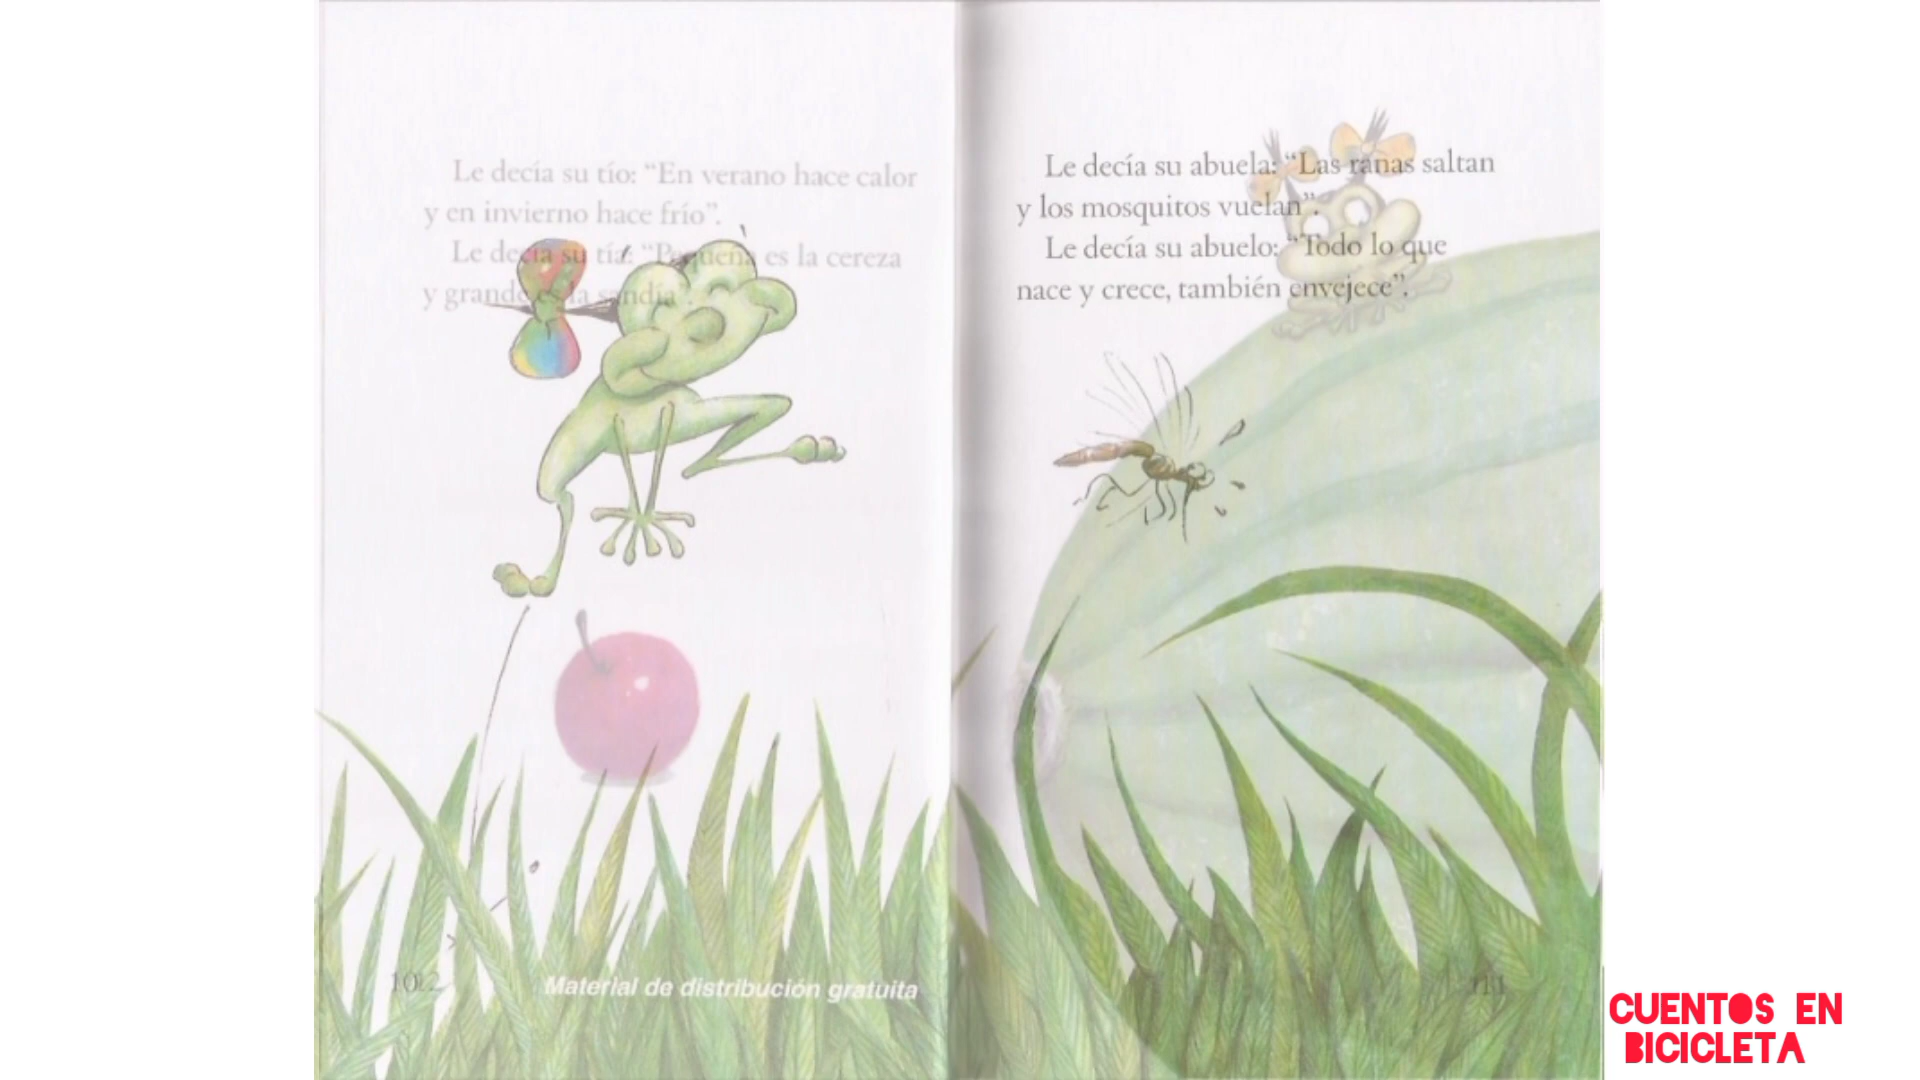 Le decía su tío: “En verano hace calor
y en invierno hace frío”.
Le decía su tía: “Pequeña es la cereza
y grande es la sandía”.
Material de distribución gratuita
Le decía su abuela: “Las ranas saltan
y los mosquitos vuelan”.
Le decía su abuelo: “Todo lo que
nace y crece, también envejece”.
CUENTOS EN
BICICLETA